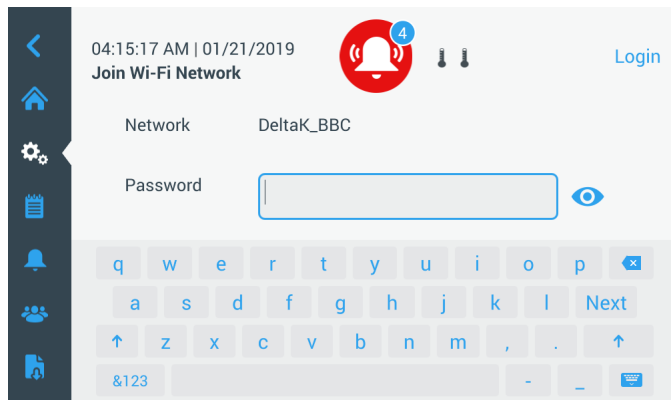 04:15:17 AM | 01/21/2019
4
Login
Join Wi-Fi Network
Network DeltaK_BBC
Password
q w e r t y u i o p
a s d f g h j k l Next
z x c v b n m , .
&123 - _